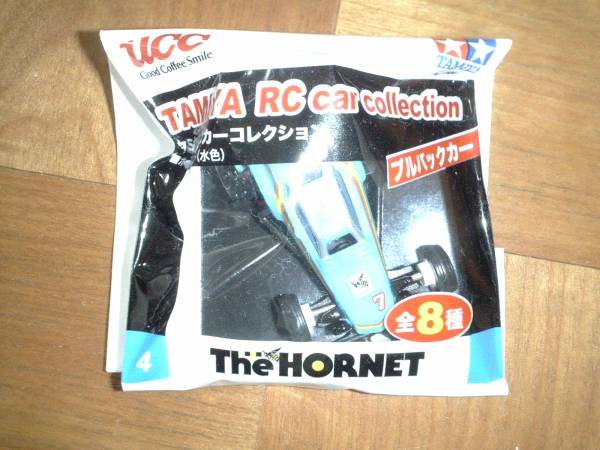 UCC
Good Coffee Smile
TAMIYA
TAMIYA RC car collection
カーコレクション
(水色)
プルバックカー
7
全8種
4
The HORNET